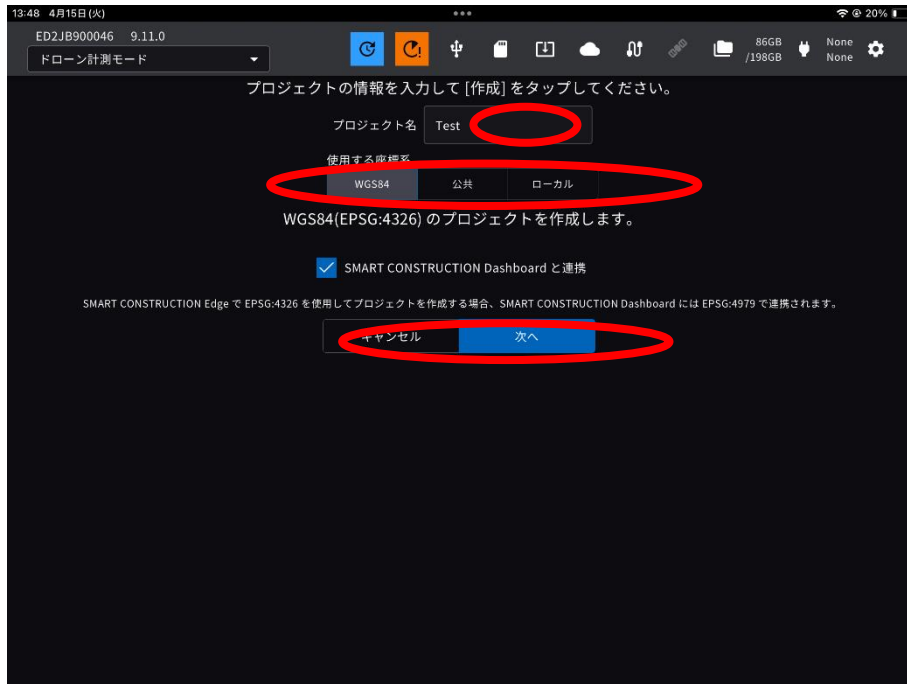 13:48 4月15日(火)
20%
ED2JB900046 9.11.0
ドローン計測モード
86GB
/198GB
None
None
プロジェクトの情報を入力して [作成] をタップしてください。
プロジェクト名 Test
使用する座標系
WGS84 公共 ローカル
WGS84(EPSG:4326) のプロジェクトを作成します。
SMART CONSTRUCTION Dashboard と連携
SMART CONSTRUCTION Edge で EPSG:4326 を使用してプロジェクトを作成する場合、SMART CONSTRUCTION Dashboard には EPSG:4979 で連携されます。
キャンセル 次へ